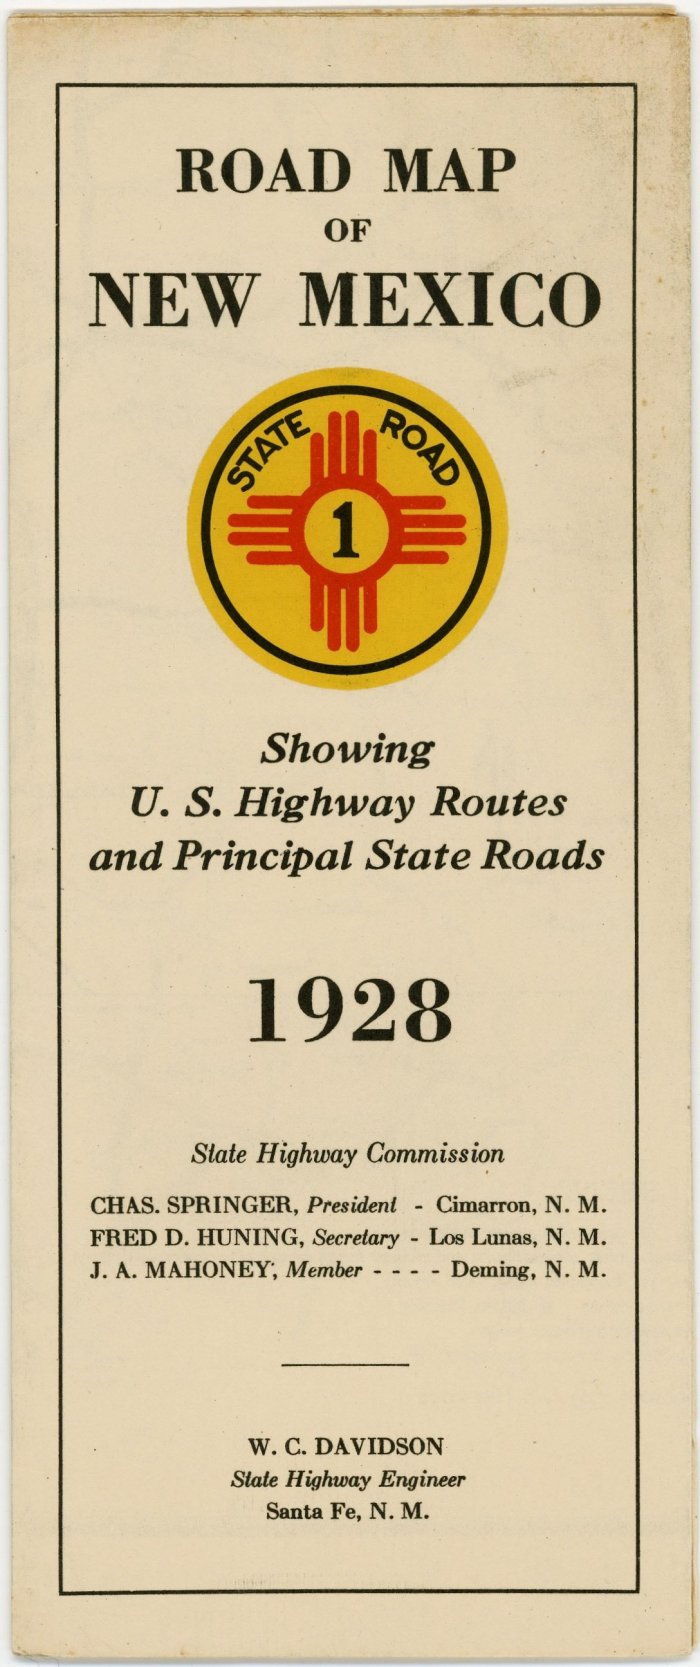 ROAD MAP
OF
NEW MEXICO
STATE ROAD
1
Showing
U. S. Highway Routes
and Principal State Roads
1928
State Highway Commission
CHAS. SPRINGER, President - Cimarron, N. M.
FRED D. HUNING, Secretary - Los Lunas, N. M.
J. A. MAHONEY, Member - - - - Deming, N. M.
W. C. DAVIDSON
State Highway Engineer
Santa Fe, N. M.